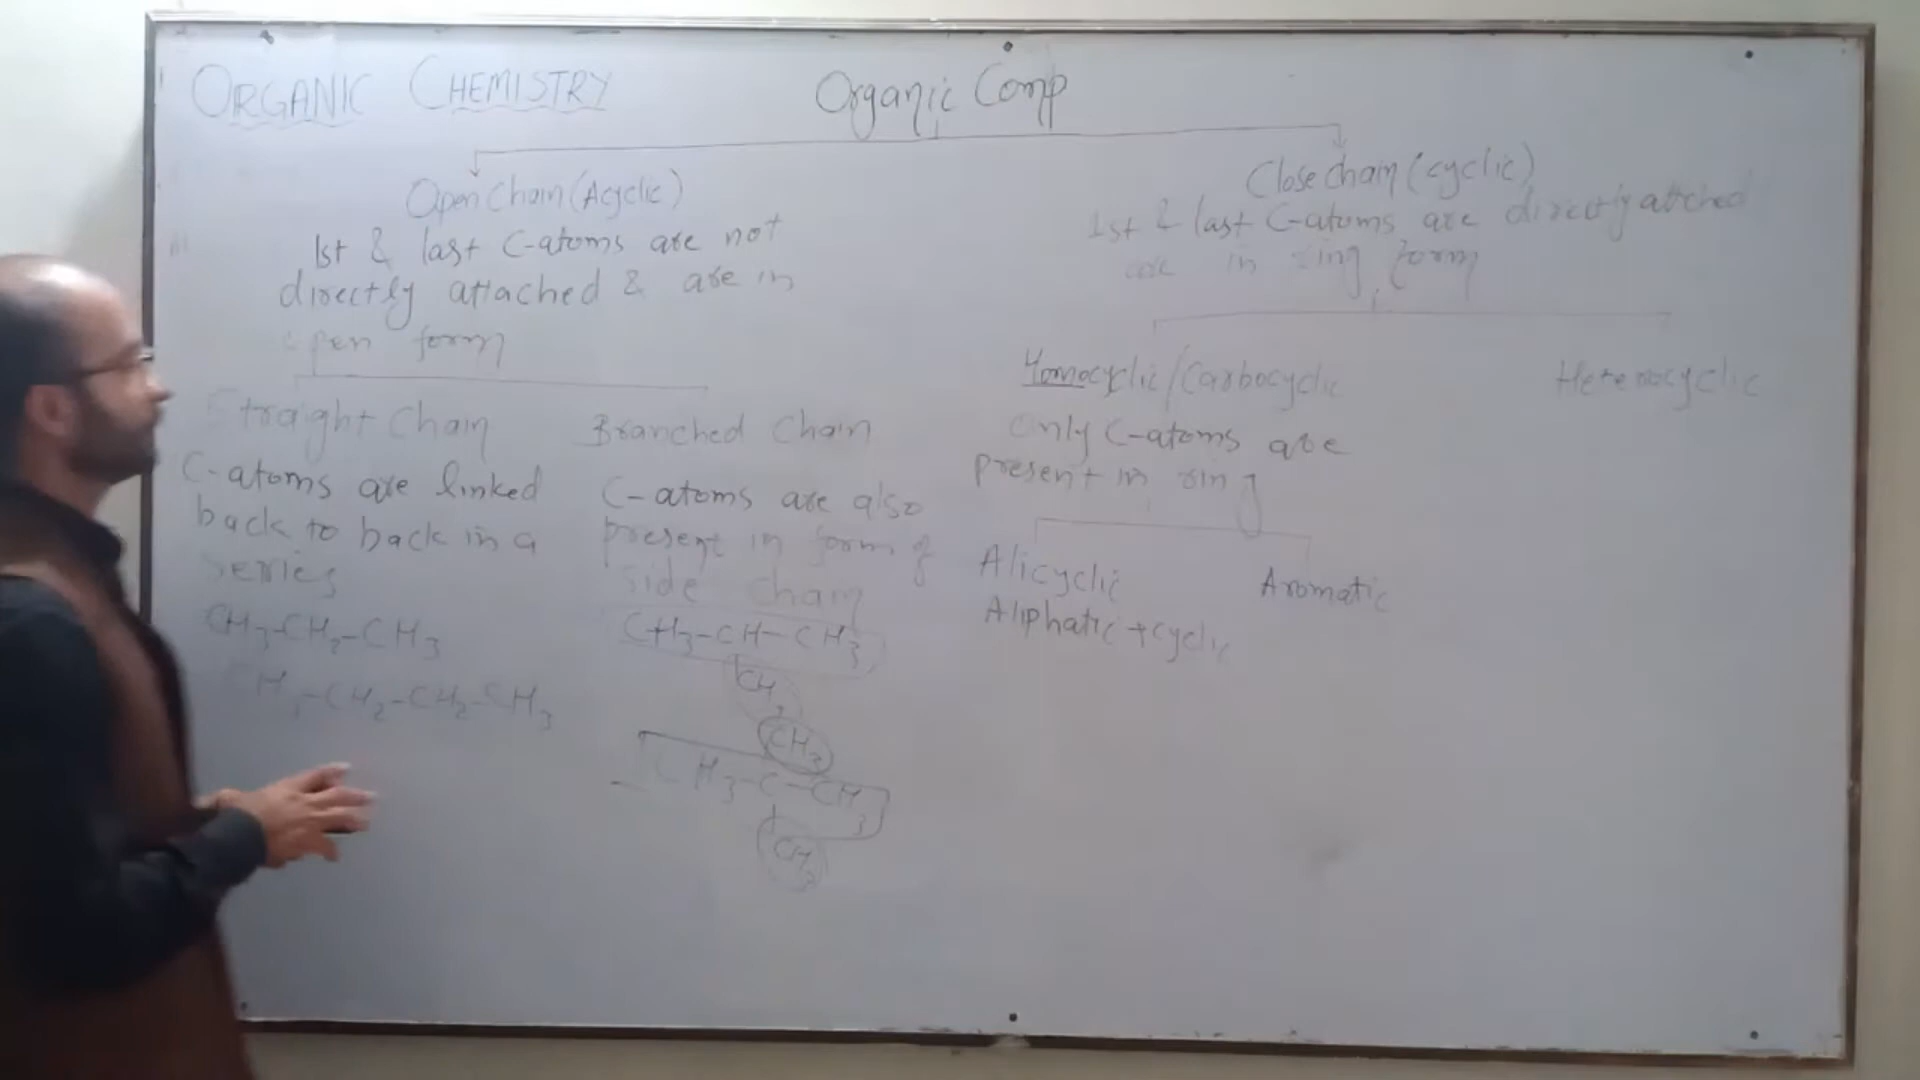 ORGANIC CHEMISTRY
Organic Comp
Open Chain (Acyclic)
1st & last C-atoms are not
directly attached & are in
open form
Straight Chain
C-atoms are linked
back to back in a
series
CH3-CH2-CH3
CH3-CH2-CH2-CH3
Branched Chain
C-atoms are also
present in form of
side chain
CH3-CH-CH3
CH3
CH3
CH3-C-CH3
CH3
Close Chain (cyclic)
1st & last C-atoms are directly attched
are in ring form
Homocyclic/Carbocyclic
Only C-atoms are
present in ring
Alicyclic
Aliphatic + cyclic
Aromatic
Heterocyclic